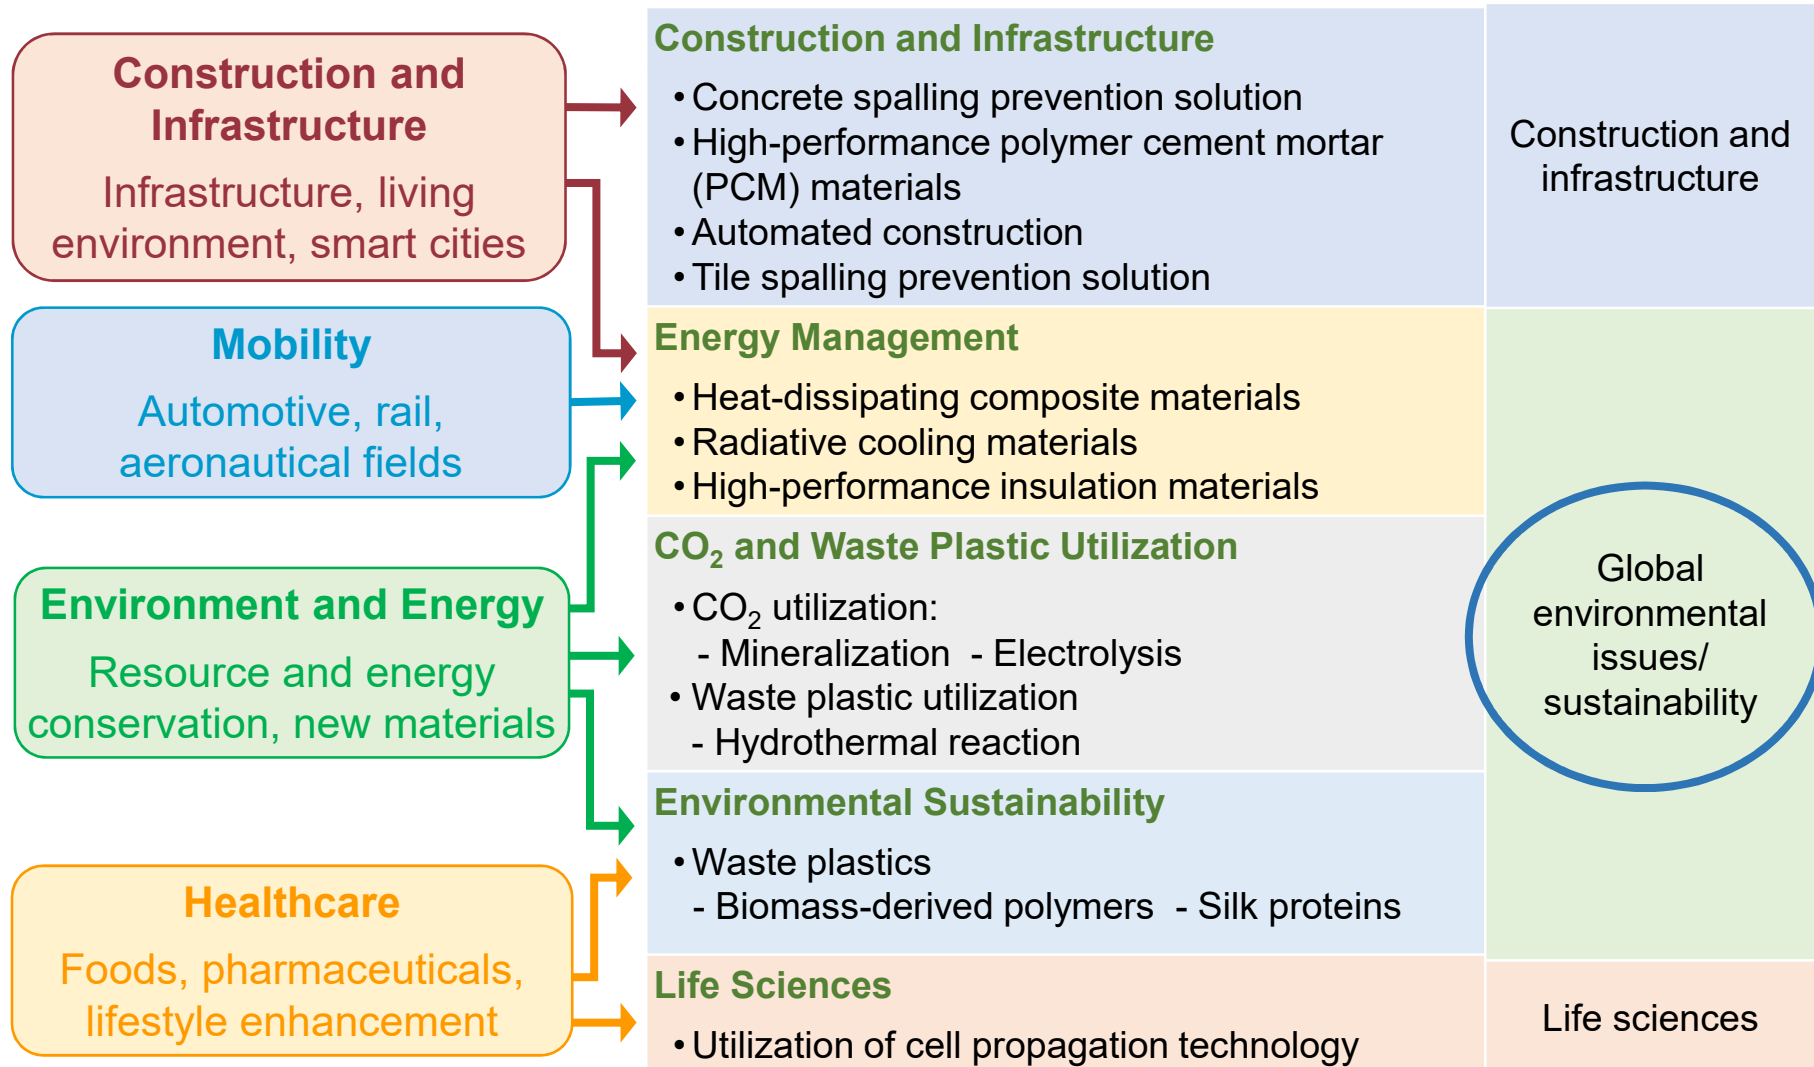 Construction and
Infrastructure
Infrastructure, living
environment, smart cities
Mobility
Automotive, rail,
aeronautical fields
Environment and Energy
Resource and energy
conservation, new materials
Healthcare
Foods, pharmaceuticals,
lifestyle enhancement
Construction and Infrastructure
• Concrete spalling prevention solution
• High-performance polymer cement mortar
(PCM) materials
• Automated construction
• Tile spalling prevention solution
Energy Management
• Heat-dissipating composite materials
• Radiative cooling materials
• High-performance insulation materials
CO₂ and Waste Plastic Utilization
• CO₂ utilization:
- Mineralization - Electrolysis
• Waste plastic utilization
- Hydrothermal reaction
Environmental Sustainability
• Waste plastics
- Biomass-derived polymers - Silk proteins
Life Sciences
• Utilization of cell propagation technology
Construction and
infrastructure
Global
environmental
issues/
sustainability
Life sciences